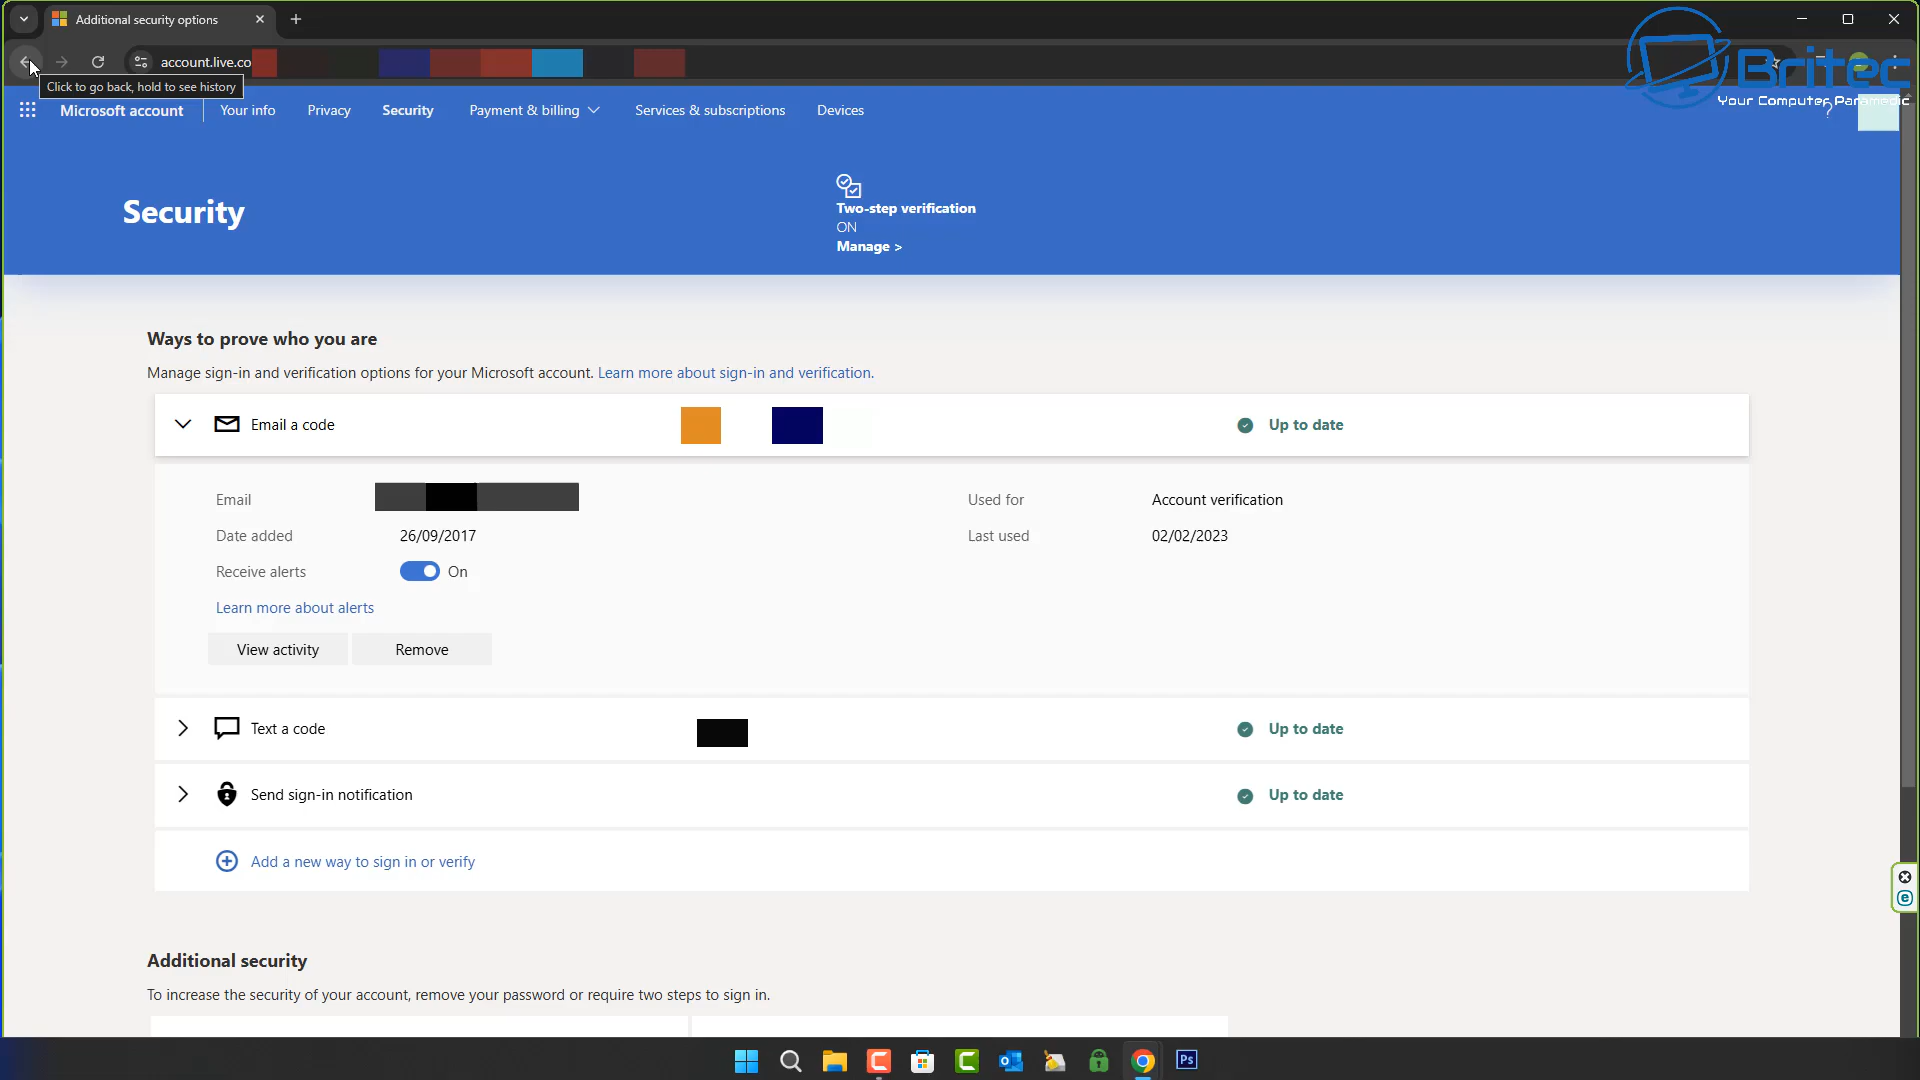 Additional security options
account.live.co
Click to go back, hold to see history
Britec
Your Computer Paramedic
Microsoft account
Your info
Privacy
Security
Payment & billing
Services & subscriptions
Devices
?
Security
Two-step verification
ON
Manage >
Ways to prove who you are
Manage sign-in and verification options for your Microsoft account. Learn more about sign-in and verification.
Email a code
Up to date
Email
Used for
Account verification
Date added
26/09/2017
Last used
02/02/2023
Receive alerts
On
Learn more about alerts
View activity
Remove
Text a code
Up to date
Send sign-in notification
Up to date
Add a new way to sign in or verify
Additional security
To increase the security of your account, remove your password or require two steps to sign in.
Ps